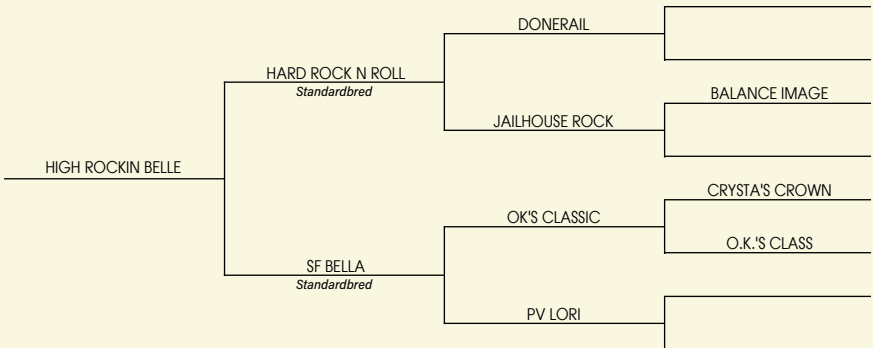 DONERAIL
HARD ROCK N ROLL
Standardbred
BALANCE IMAGE
JAILHOUSE ROCK
HIGH ROCKIN BELLE
CRYSTA'S CROWN
OK'S CLASSIC
O.K.'S CLASS
SF BELLA
Standardbred
PV LORI